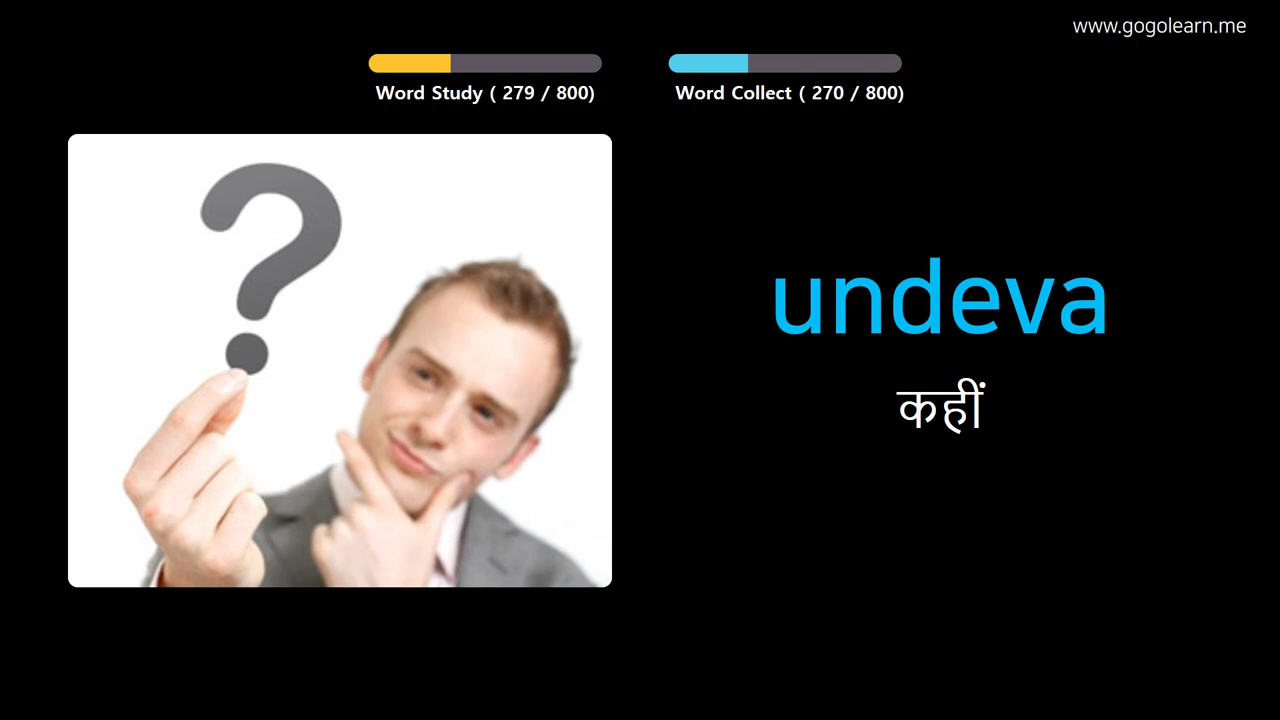 www.gogolearn.me
Word Study ( 279 / 800)
Word Collect ( 270 / 800)
undeva
कहीं